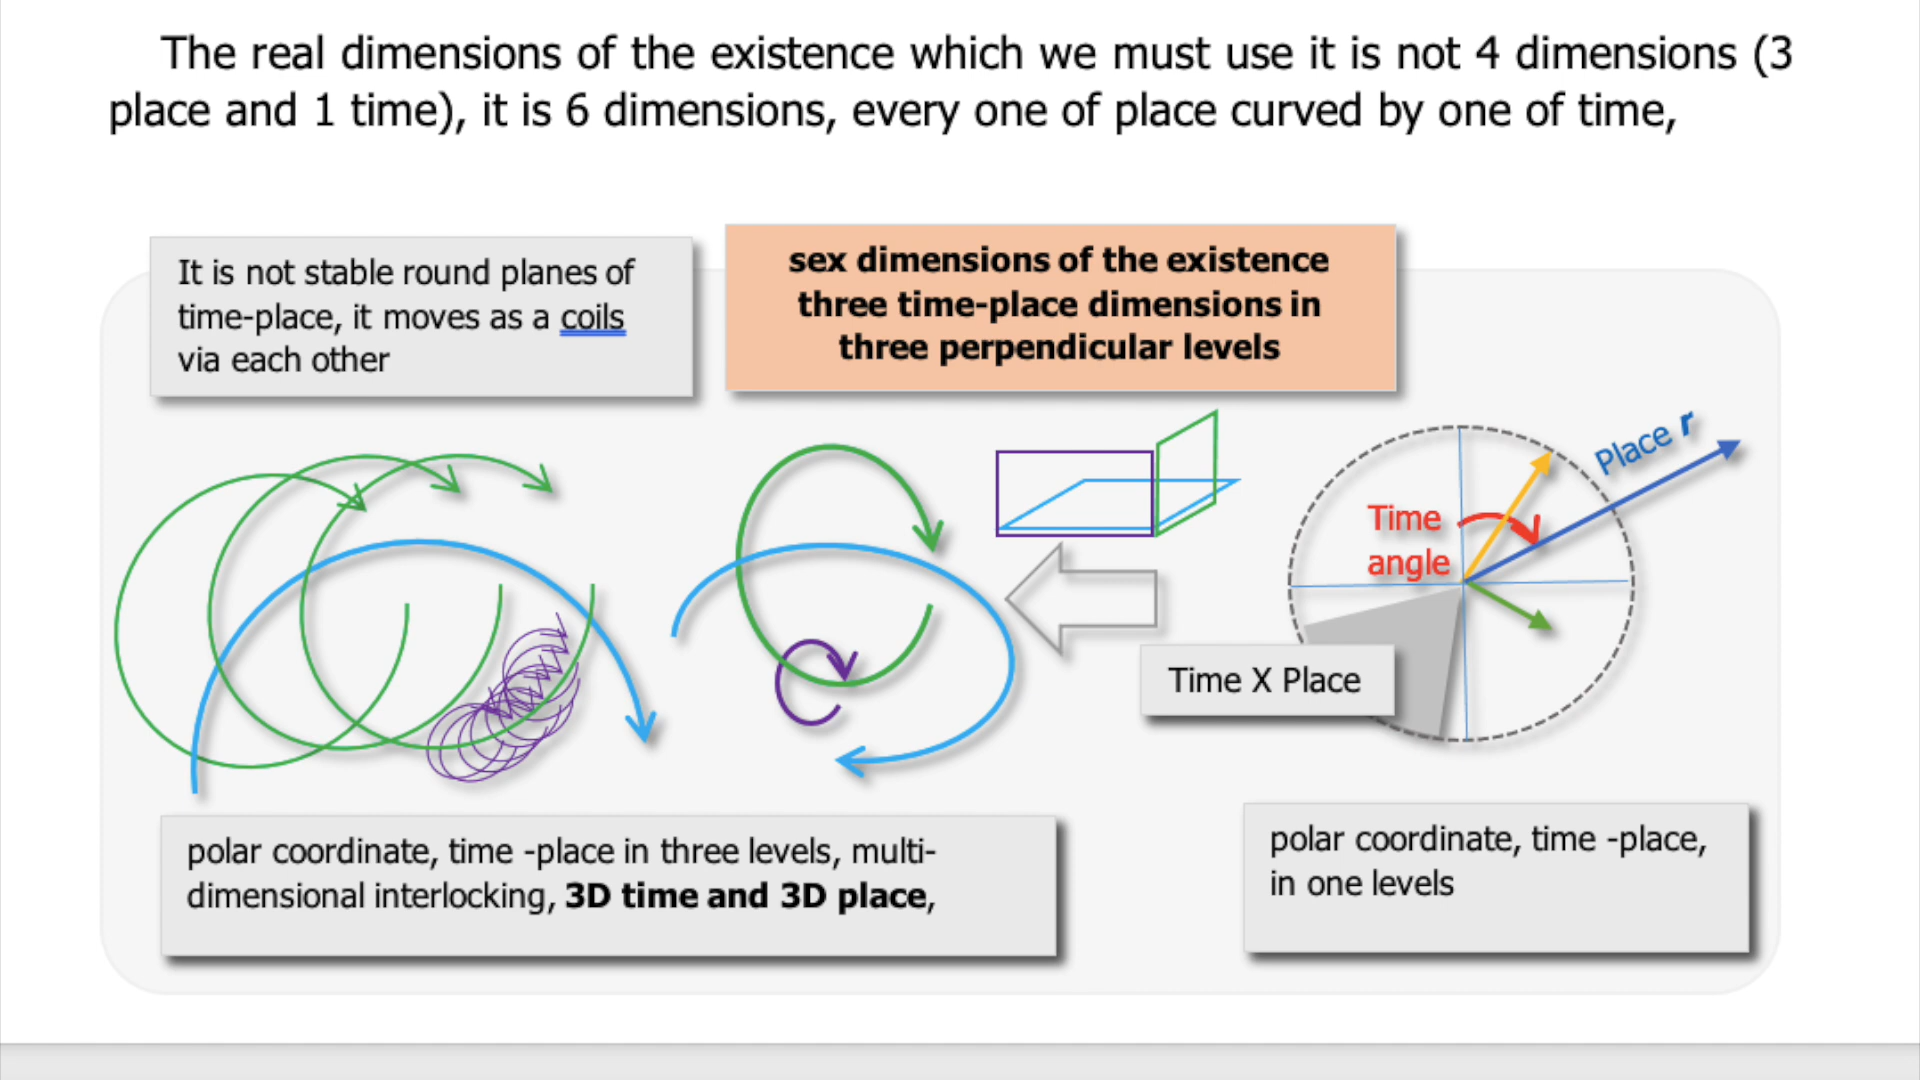 The real dimensions of the existence which we must use it is not 4 dimensions (3
place and 1 time), it is 6 dimensions, every one of place curved by one of time,
It is not stable round planes of
time-place, it moves as a coils
via each other
sex dimensions of the existence
three time-place dimensions in
three perpendicular levels
Place r
Time
angle
Time X Place
polar coordinate, time -place in three levels, multi-
dimensional interlocking, 3D time and 3D place,
polar coordinate, time -place,
in one levels